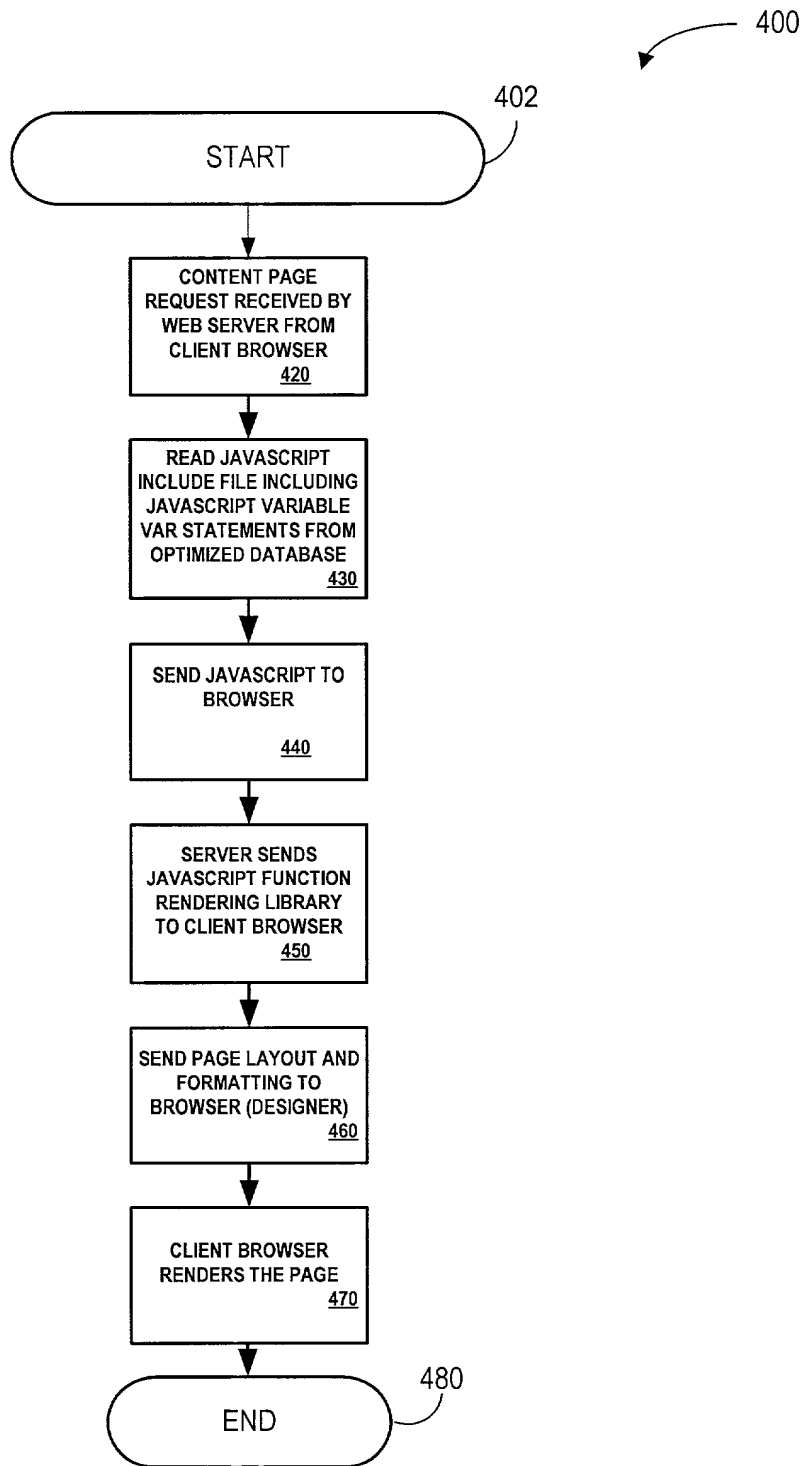 400
402
START
CONTENT PAGE
REQUEST RECEIVED BY
WEB SERVER FROM
CLIENT BROWSER
420
READ JAVASCRIPT
INCLUDE FILE INCLUDING
JAVASCRIPT VARIABLE
VAR STATEMENTS FROM
OPTIMIZED DATABASE
430
SEND JAVASCRIPT TO
BROWSER
440
SERVER SENDS
JAVASCRIPT FUNCTION
RENDERING LIBRARY
TO CLIENT BROWSER
450
SEND PAGE LAYOUT AND
FORMATTING TO
BROWSER (DESIGNER)
460
CLIENT BROWSER
RENDERS THE PAGE
470
END
480